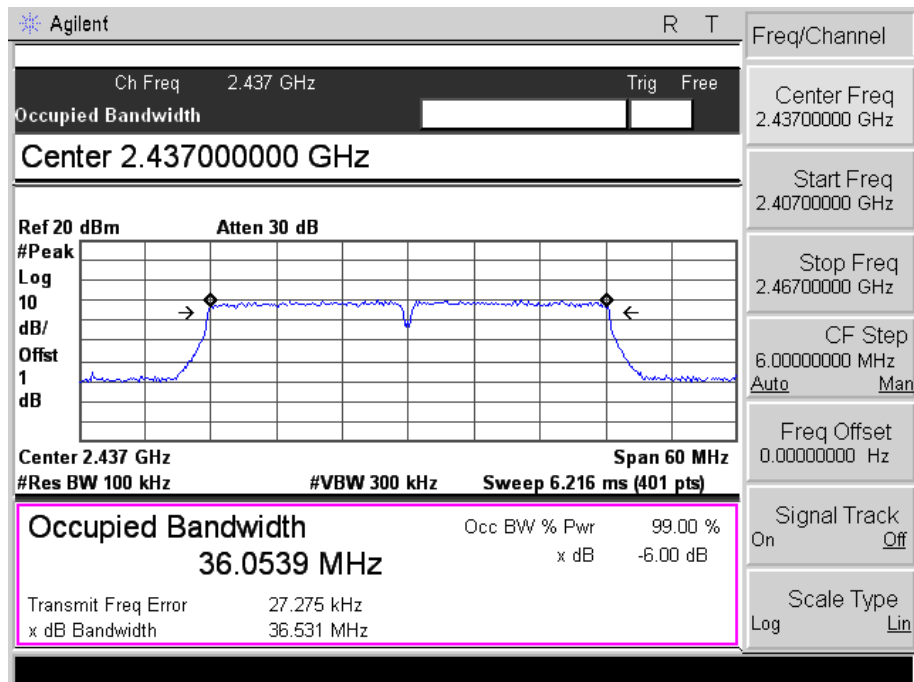 Agilent R T
Ch Freq 2.437 GHz Trig Free
Occupied Bandwidth
Center 2.437000000 GHz
Ref 20 dBm Atten 30 dB
#Peak
Log
10
dB/
Offst
1
dB
Center 2.437 GHz Span 60 MHz
#Res BW 100 kHz #VBW 300 kHz Sweep 6.216 ms (401 pts)
Occupied Bandwidth
36.0539 MHz
Occ BW % Pwr 99.00 %
x dB -6.00 dB
Transmit Freq Error 27.275 kHz
x dB Bandwidth 36.531 MHz
Freq/Channel
Center Freq
2.43700000 GHz
Start Freq
2.40700000 GHz
Stop Freq
2.46700000 GHz
CF Step
6.00000000 MHz
Auto Man
Freq Offset
0.00000000 Hz
Signal Track
On Off
Scale Type
Log Lin